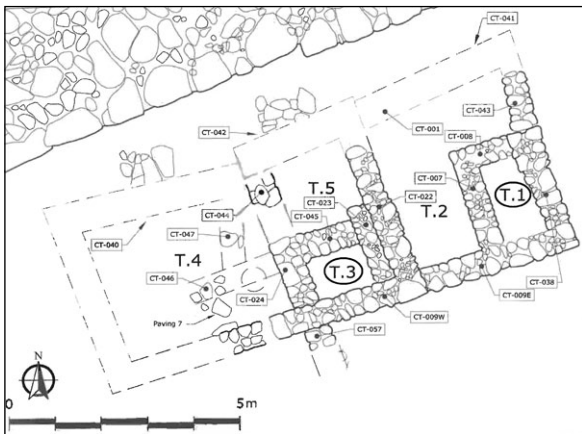 CT-041
CT-043
CT-042
CT-001
CT-008
CT-007
T.5
CT-023
CT-022
T.2
T.1
CT-044
CT-045
CT-047
CT-040
T.4
T.3
CT-046
CT-024
CT-038
CT-009E
Paving 7
CT-009W
CT-057
N
0
5m